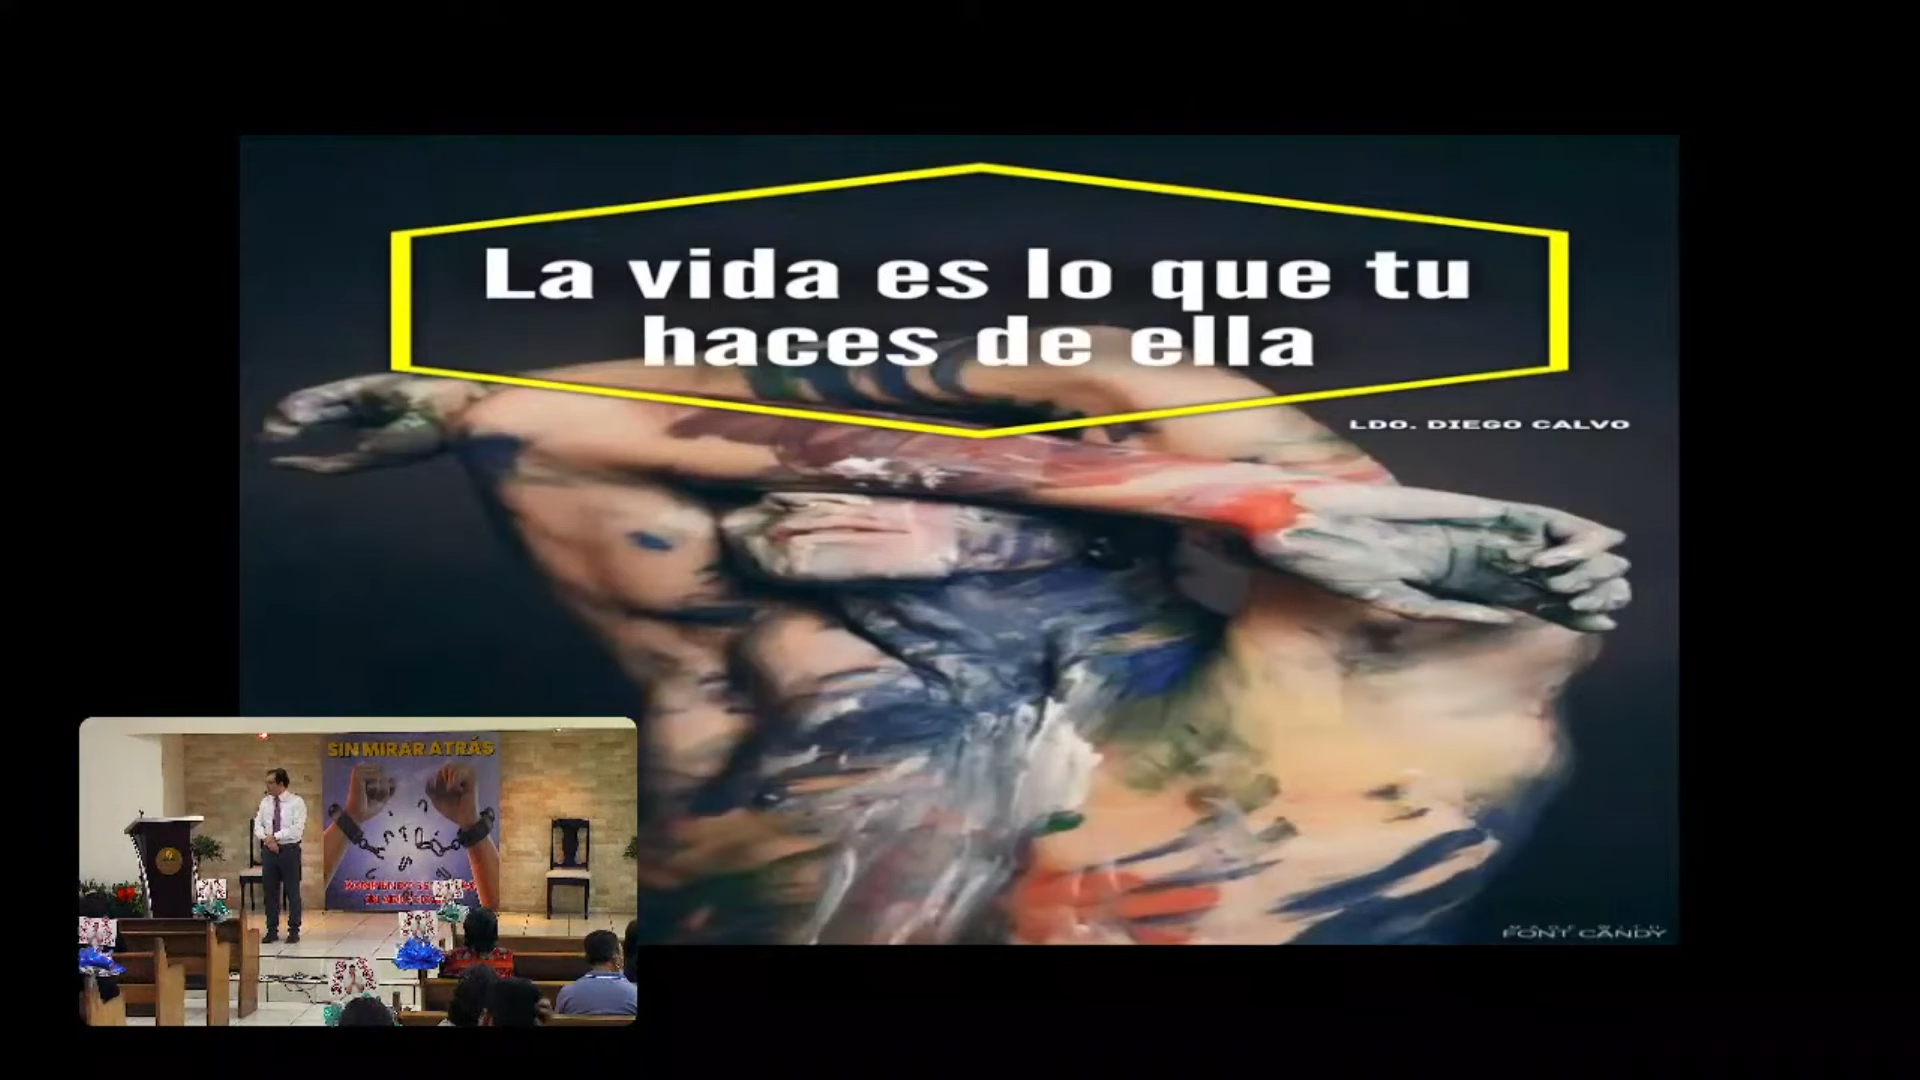 La vida es lo que tu
haces de ella
LDO. DIEGO CALVO
FONT CANDY
SIN MIRAR ATRÁS